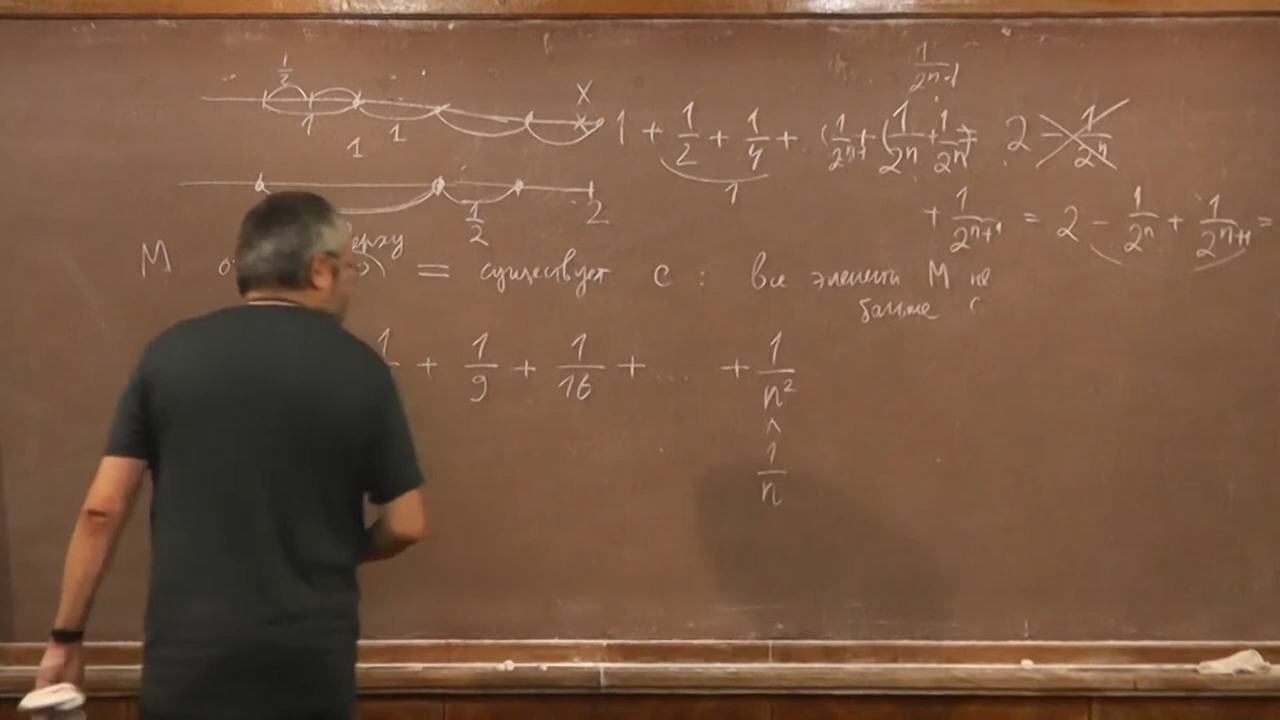 1/2
1 1
1
X
1 + 1/2 + 1/4 + .. (1/2ⁿ⁻¹ + (1/2ⁿ + 1/2ⁿ) = 2 - 1/2ⁿ
1/2ⁿ⁻¹
1
1/2 2
+ 1/2ⁿ⁺¹ = 2 - 1/2ⁿ + 1/2ⁿ⁺¹ =
М = существует c : все элементы М не
больше c
+ 1/9 + 1/16 + .... + 1/n²
^
1/n